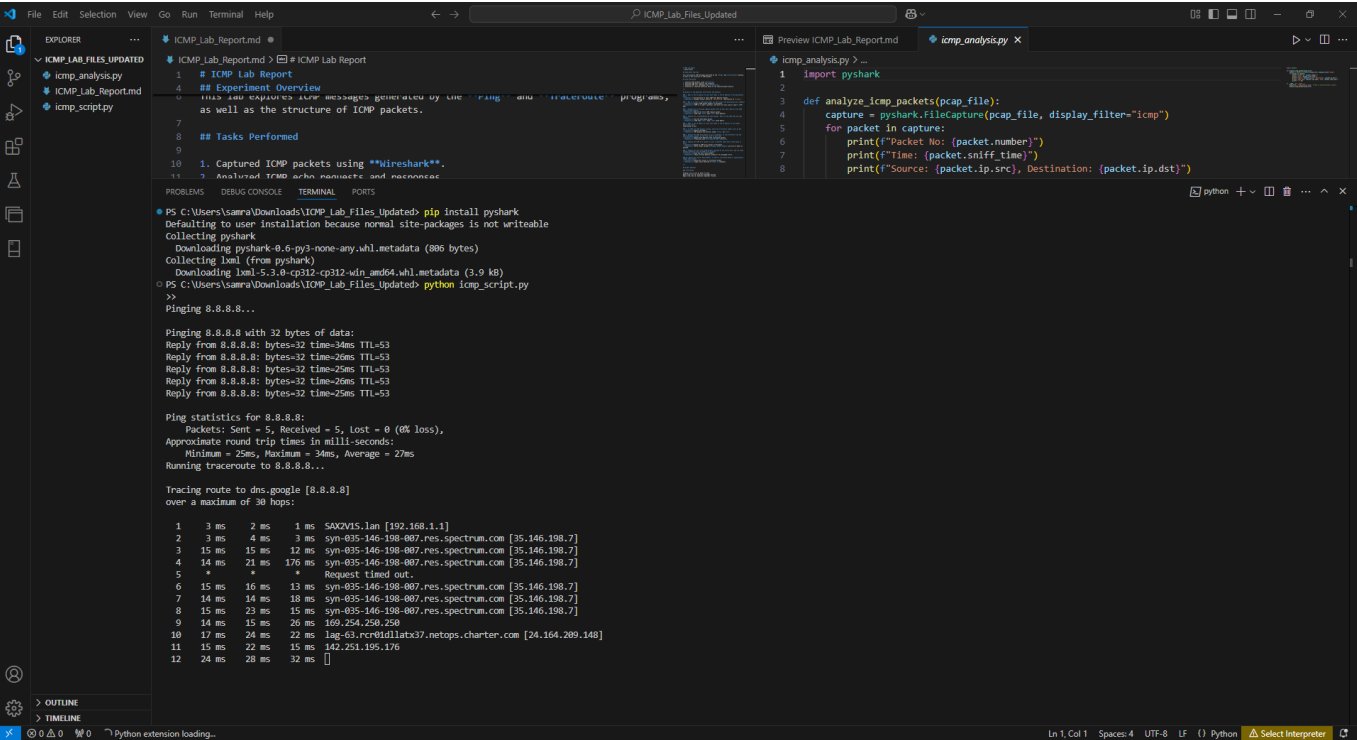 File Edit Selection View Go Run Terminal Help
ICMP_Lab_Files_Updated
EXPLORER
ICMP_LAB_FILES_UPDATED
icmp_analysis.py
ICMP_Lab_Report.md
icmp_script.py
OUTLINE
TIMELINE
ICMP_Lab_Report.md
ICMP_Lab_Report.md > # ICMP Lab Report
1 # ICMP Lab Report
4 ## Experiment Overview
6 This lab explores ICMP messages generated by the **Ping** and **Traceroute** programs,
as well as the structure of ICMP packets.
7
8 ## Tasks Performed
9
10 1. Captured ICMP packets using **Wireshark**.
11 2. Analyzed ICMP echo requests and responses
Preview ICMP_Lab_Report.md
icmp_analysis.py
icmp_analysis.py > ...
1 import pyshark
2
3 def analyze_icmp_packets(pcap_file):
4 capture = pyshark.FileCapture(pcap_file, display_filter="icmp")
5 for packet in capture:
6 print(f"Packet No: {packet.number}")
7 print(f"Time: {packet.sniff_time}")
8 print(f"Source: {packet.ip.src}, Destination: {packet.ip.dst}")
PROBLEMS DEBUG CONSOLE TERMINAL PORTS
python
PS C:\Users\samra\Downloads\ICMP_Lab_Files_Updated> pip install pyshark
Defaulting to user installation because normal site-packages is not writeable
Collecting pyshark
Downloading pyshark-0.6-py3-none-any.whl.metadata (806 bytes)
Collecting lxml (from pyshark)
Downloading lxml-5.3.0-cp312-cp312-win_amd64.whl.metadata (3.9 kB)
PS C:\Users\samra\Downloads\ICMP_Lab_Files_Updated> python icmp_script.py
>>
Pinging 8.8.8.8...
Pinging 8.8.8.8 with 32 bytes of data:
Reply from 8.8.8.8: bytes=32 time=34ms TTL=53
Reply from 8.8.8.8: bytes=32 time=26ms TTL=53
Reply from 8.8.8.8: bytes=32 time=25ms TTL=53
Reply from 8.8.8.8: bytes=32 time=26ms TTL=53
Reply from 8.8.8.8: bytes=32 time=25ms TTL=53
Ping statistics for 8.8.8.8:
Packets: Sent = 5, Received = 5, Lost = 0 (0% loss),
Approximate round trip times in milli-seconds:
Minimum = 25ms, Maximum = 34ms, Average = 27ms
Running traceroute to 8.8.8.8...
Tracing route to dns.google [8.8.8.8]
over a maximum of 30 hops:
1 3 ms 2 ms 1 ms SAX2V1S.lan [192.168.1.1]
2 3 ms 4 ms 3 ms syn-035-146-198-007.res.spectrum.com [35.146.198.7]
3 15 ms 15 ms 12 ms syn-035-146-198-007.res.spectrum.com [35.146.198.7]
4 14 ms 21 ms 176 ms syn-035-146-198-007.res.spectrum.com [35.146.198.7]
5 * * * Request timed out.
6 15 ms 16 ms 13 ms syn-035-146-198-007.res.spectrum.com [35.146.198.7]
7 14 ms 14 ms 18 ms syn-035-146-198-007.res.spectrum.com [35.146.198.7]
8 15 ms 23 ms 15 ms syn-035-146-198-007.res.spectrum.com [35.146.198.7]
9 14 ms 15 ms 26 ms 169.254.250.250
10 17 ms 24 ms 22 ms lag-63.rcr01dllatx37.netops.charter.com [24.164.209.148]
11 15 ms 22 ms 15 ms 142.251.195.176
12 24 ms 28 ms 32 ms
0 0 0 Python extension loading...
Ln 1, Col 1 Spaces: 4 UTF-8 LF Python Select Interpreter